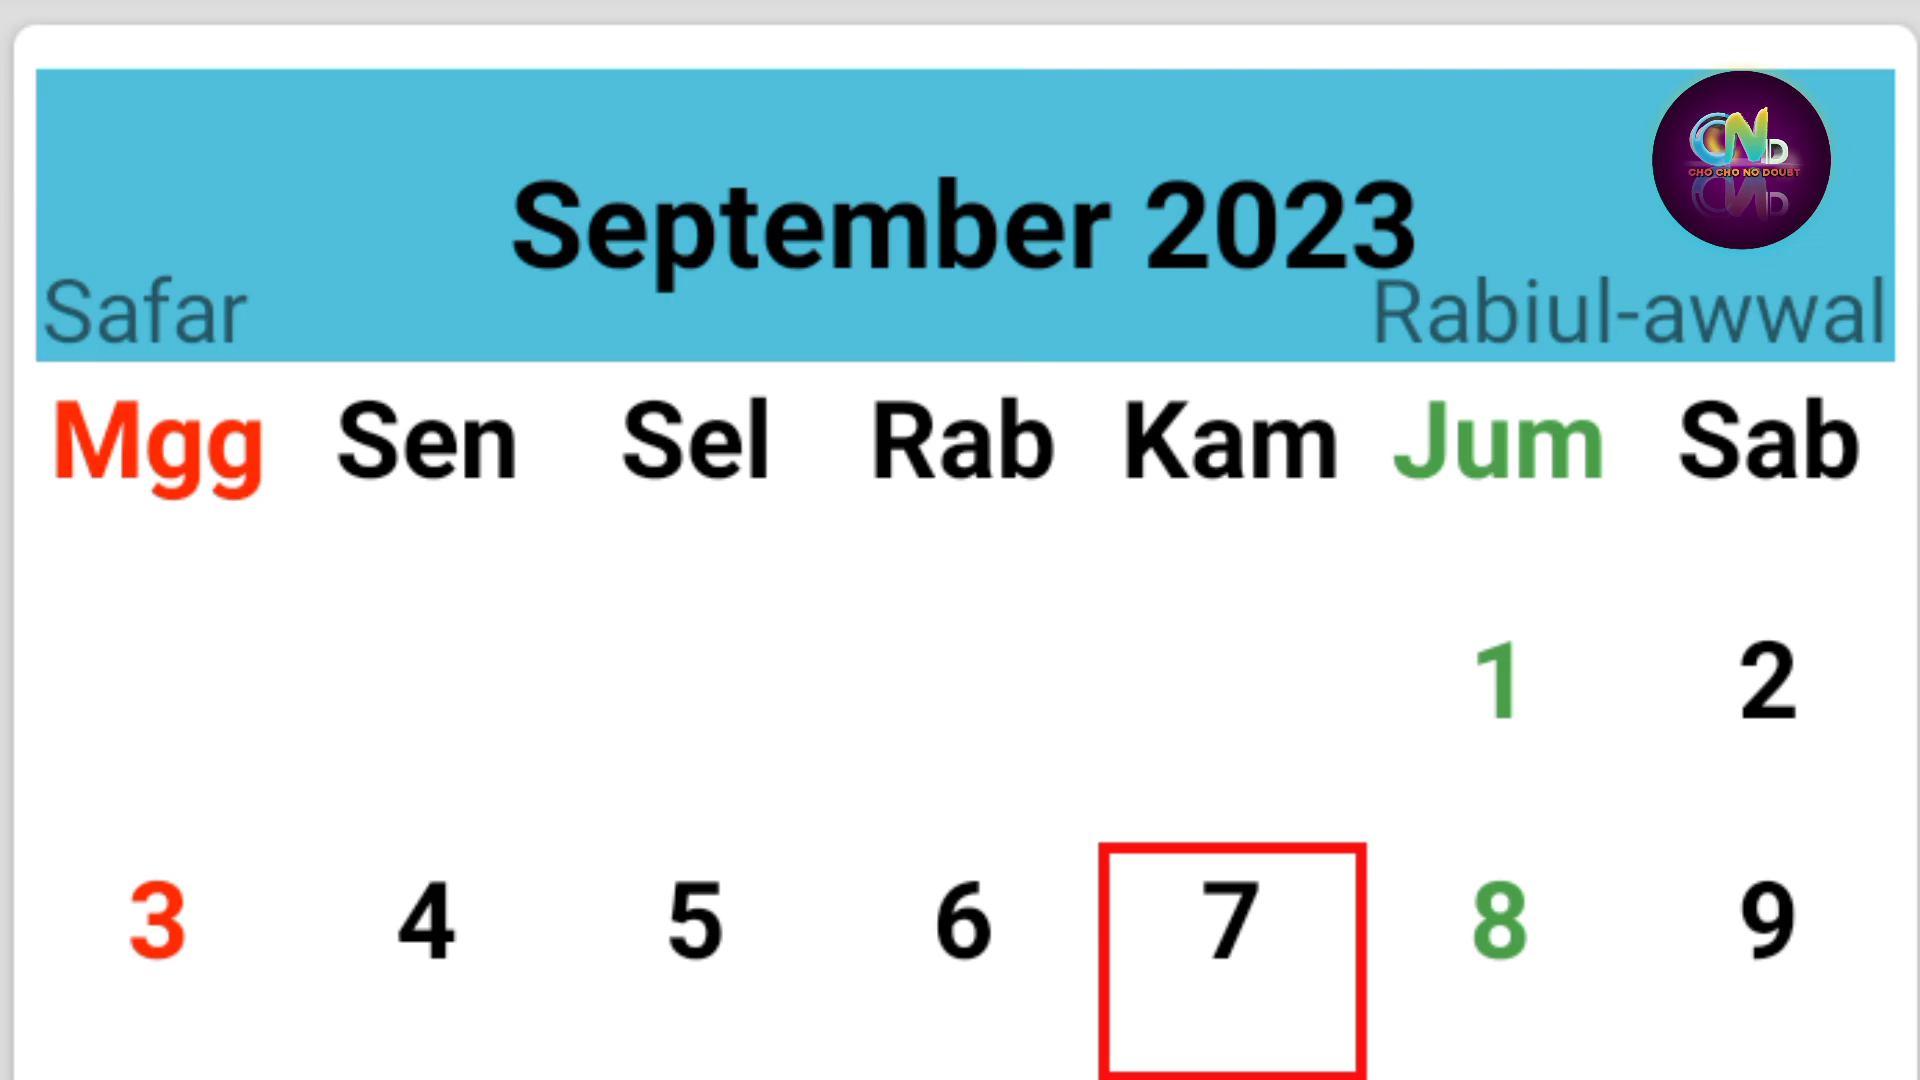 CND
CHO CHO NO DOUBT
September 2023
Safar Rabiul-awwal
Mgg Sen Sel Rab Kam Jum Sab
1 2
3 4 5 6 7 8 9